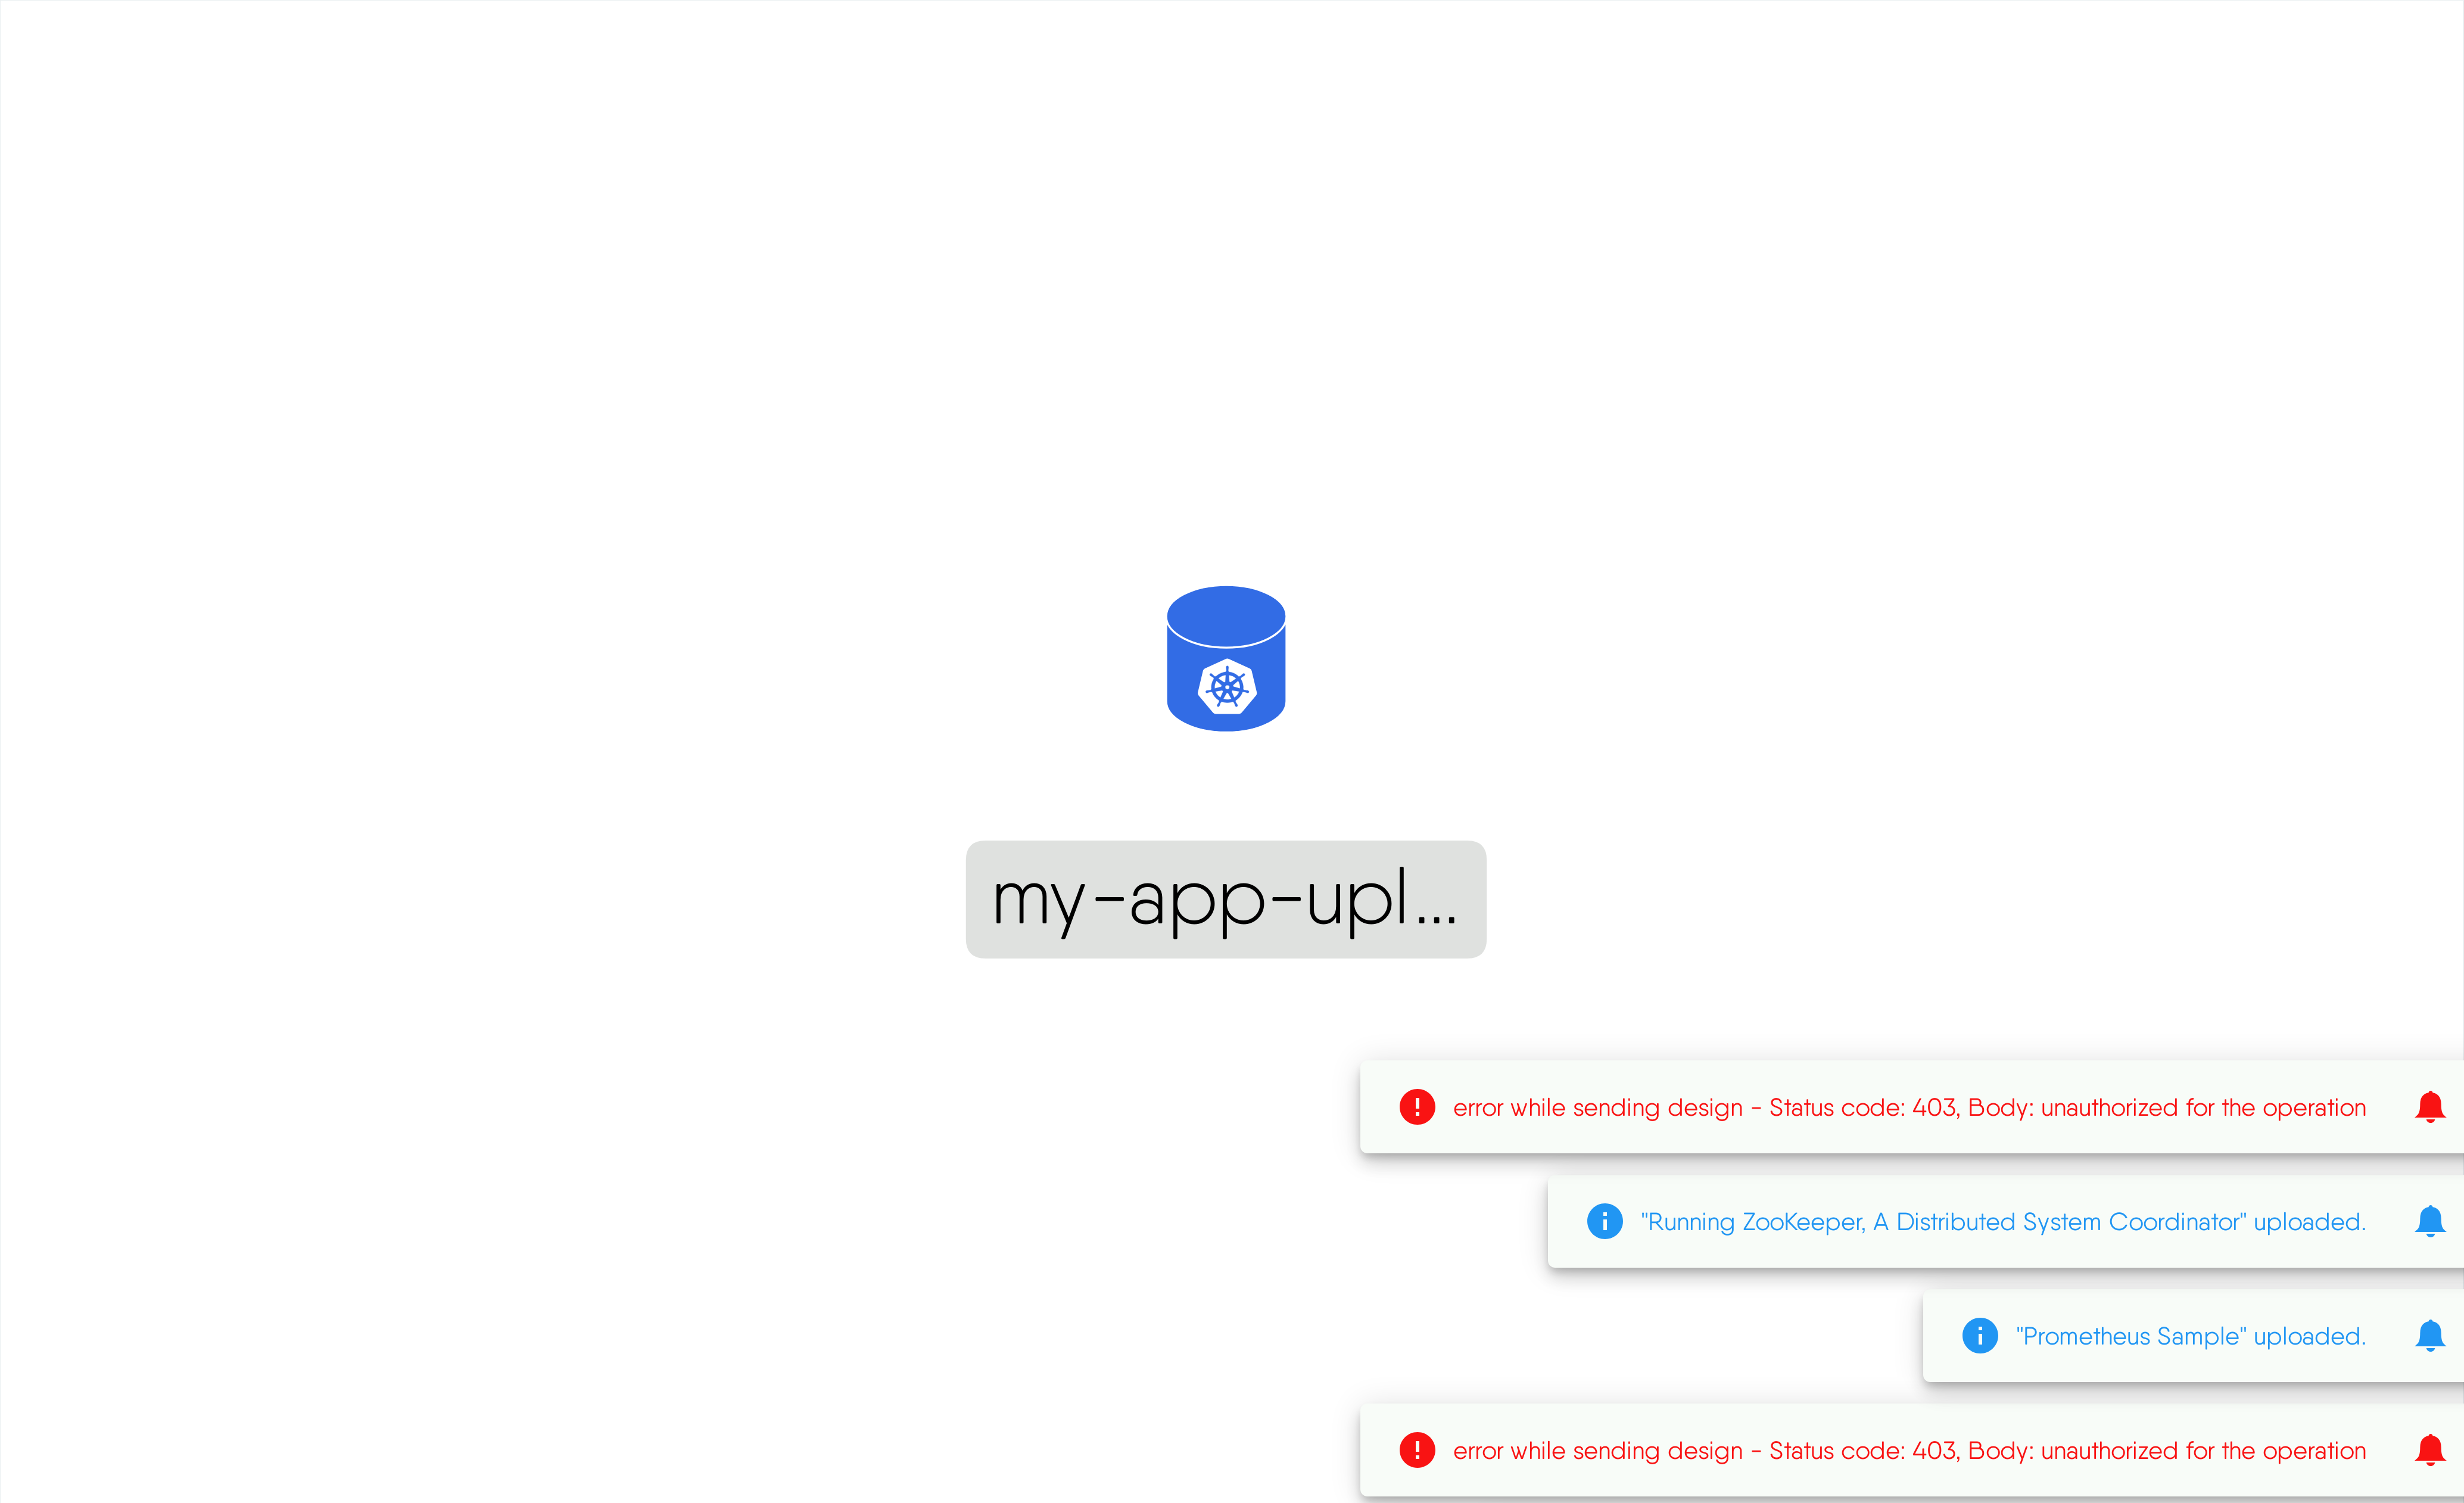 my-app-upl...
error while sending design - Status code: 403, Body: unauthorized for the operation
"Running ZooKeeper, A Distributed System Coordinator" uploaded.
"Prometheus Sample" uploaded.
error while sending design - Status code: 403, Body: unauthorized for the operation